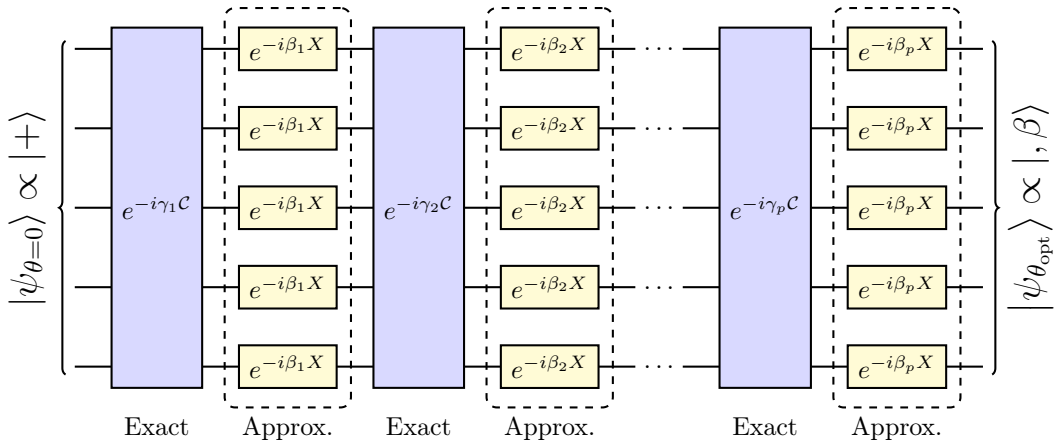 |ψ_{θ=0}⟩ ∝ |+⟩
e^{-iγ_1 C} e^{-iβ_1 X} e^{-iγ_2 C} e^{-iβ_2 X} ··· e^{-iγ_p C} e^{-iβ_p X}
e^{-iβ_1 X} e^{-iβ_2 X} ··· e^{-iβ_p X}
e^{-iβ_1 X} e^{-iβ_2 X} ··· e^{-iβ_p X}
e^{-iβ_1 X} e^{-iβ_2 X} ··· e^{-iβ_p X}
e^{-iβ_1 X} e^{-iβ_2 X} ··· e^{-iβ_p X}
|ψ_{θ_opt}⟩ ∝ |, β⟩
Exact Approx. Exact Approx. Exact Approx.